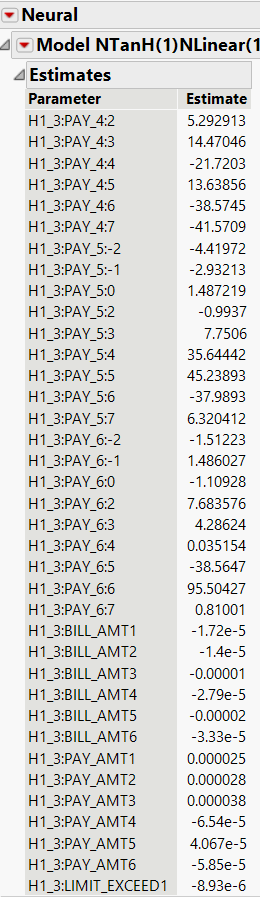 Neural
Model NTanH(1)NLinear(1
Estimates
Parameter Estimate
H1_3:PAY_4:2 5.292913
H1_3:PAY_4:3 14.47046
H1_3:PAY_4:4 -21.7203
H1_3:PAY_4:5 13.63856
H1_3:PAY_4:6 -38.5745
H1_3:PAY_4:7 -41.5709
H1_3:PAY_5:-2 -4.41972
H1_3:PAY_5:-1 -2.93213
H1_3:PAY_5:0 1.487219
H1_3:PAY_5:2 -0.9937
H1_3:PAY_5:3 7.7506
H1_3:PAY_5:4 35.64442
H1_3:PAY_5:5 45.23893
H1_3:PAY_5:6 -37.9893
H1_3:PAY_5:7 6.320412
H1_3:PAY_6:-2 -1.51223
H1_3:PAY_6:-1 1.486027
H1_3:PAY_6:0 -1.10928
H1_3:PAY_6:2 7.683576
H1_3:PAY_6:3 4.28624
H1_3:PAY_6:4 0.035154
H1_3:PAY_6:5 -38.5647
H1_3:PAY_6:6 95.50427
H1_3:PAY_6:7 0.81001
H1_3:BILL_AMT1 -1.72e-5
H1_3:BILL_AMT2 -1.4e-5
H1_3:BILL_AMT3 -0.00001
H1_3:BILL_AMT4 -2.79e-5
H1_3:BILL_AMT5 -0.00002
H1_3:BILL_AMT6 -3.33e-5
H1_3:PAY_AMT1 0.000025
H1_3:PAY_AMT2 0.000028
H1_3:PAY_AMT3 0.000038
H1_3:PAY_AMT4 -6.54e-5
H1_3:PAY_AMT5 4.067e-5
H1_3:PAY_AMT6 -5.85e-5
H1_3:LIMIT_EXCEED1 -8.93e-6